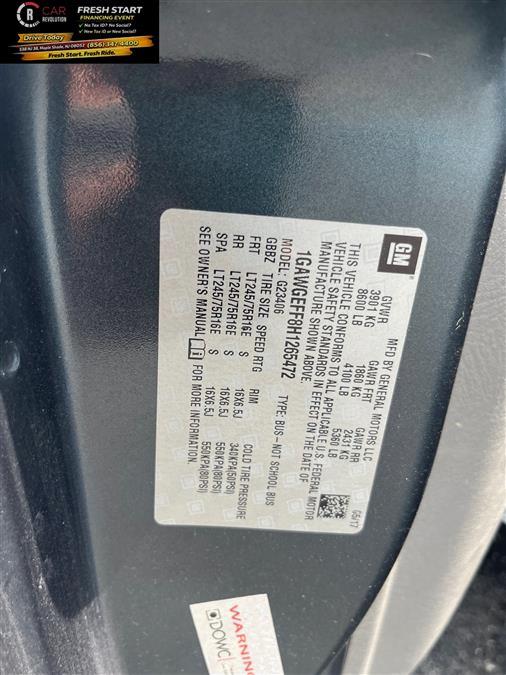 CAR
REVOLUTION
FRESH START
FINANCING EVENT
✓ No Tax ID? No Social?
✓ New Tax ID or New Social?
Drive Today
(856) 347-4400
Fresh Start. Fresh Ride.
GM
MFD BY GENERAL MOTORS LLC
05/17
GVWR GAWR FRT GAWR RR
3901 KG 1860 KG 2431 KG
8600 LB 4100 LB 5360 LB
THIS VEHICLE CONFORMS TO ALL APPLICABLE U.S. FEDERAL MOTOR
VEHICLE SAFETY STANDARDS IN EFFECT ON THE DATE OF
MANUFACTURE SHOWN ABOVE.
1GAWGEFF8H1265472
TYPE: BUS-NOT SCHOOL BUS
MODEL: G23406
GBBZ TIRE SIZE SPEED RTG RIM COLD TIRE PRESSURE
FRT LT245/75R16E S 16X6.5J 340KPA(50PSI)
RR LT245/75R16E S 16X6.5J 550KPA(80PSI)
SPA LT245/75R16E S 16X6.5J 550KPA(80PSI)
SEE OWNER'S MANUAL i FOR MORE INFORMATION.
WARNING
DOWC